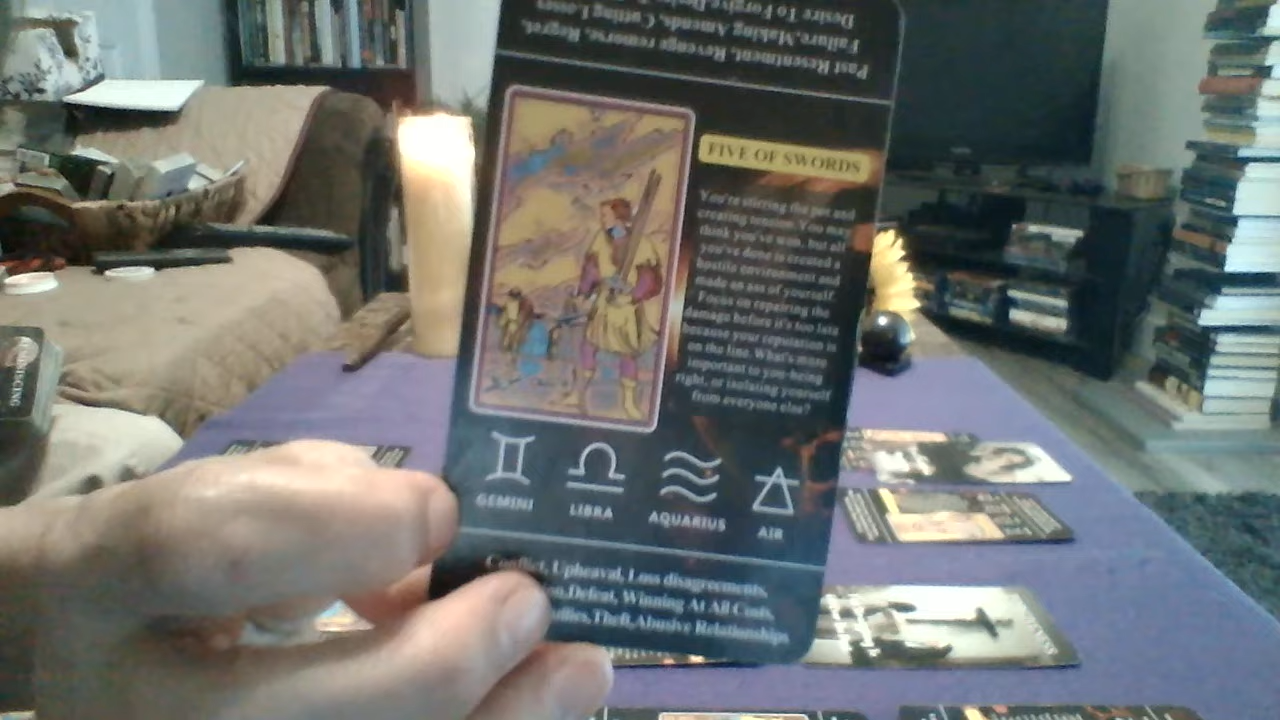 Desire To Forgive,
Failure,Making Amends, Cutting Losses
Past Resentment, Revenge remorse, Regret,
FIVE OF SWORDS
You're stirring the pot and
creating tension. You may
think you've won, but all
you've done is created a
hostile environment and
made an ass of yourself.
Focus on repairing the
damage before it's too late
because your reputation is
on the line. What's more
important to you-being
right, or isolating yourself
from everyone else?
GEMINI
LIBRA
AQUARIUS
AIR
Conflict, Upheaval, Loss disagreements,
Defeat, Winning At All Costs,
Theft,Abusive Relationships